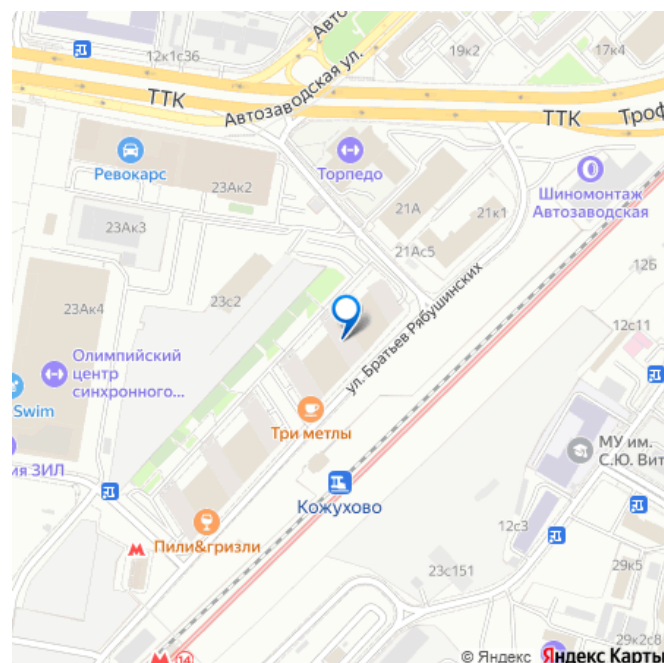 12к1с36
Авто
Автозаводская ул.
19к2
17к4
ТТК
ТТК
Троф
Ревокарс
23Ак2
Торпедо
21А
21к1
Шиномонтаж
Автозаводская
23Ак3
21Ас5
12Б
23Ак4
23с2
ул. Братьев Рябушинских
12с11
Олимпийский
центр
синхронного...
Swim
Три метлы
МУ им.
С.Ю. Вит
ия ЗИЛ
Кожухово
12с3
Пили&гризли
23с151
29к5
14
29к2с8
© Яндекс Яндекс Карты